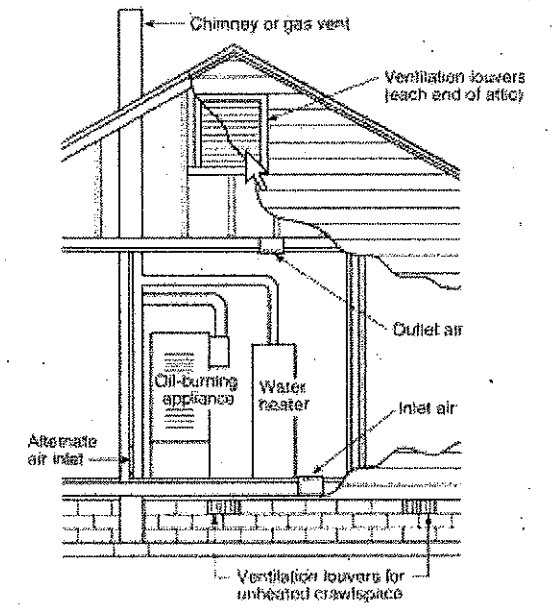 Chimney or gas vent
Ventilation louvers
(each end of attic)
Outlet air
Oil-burning
appliance
Water
heater
Inlet air
Alternate
air inlet
Ventilation louvers for
unheated crawlspace